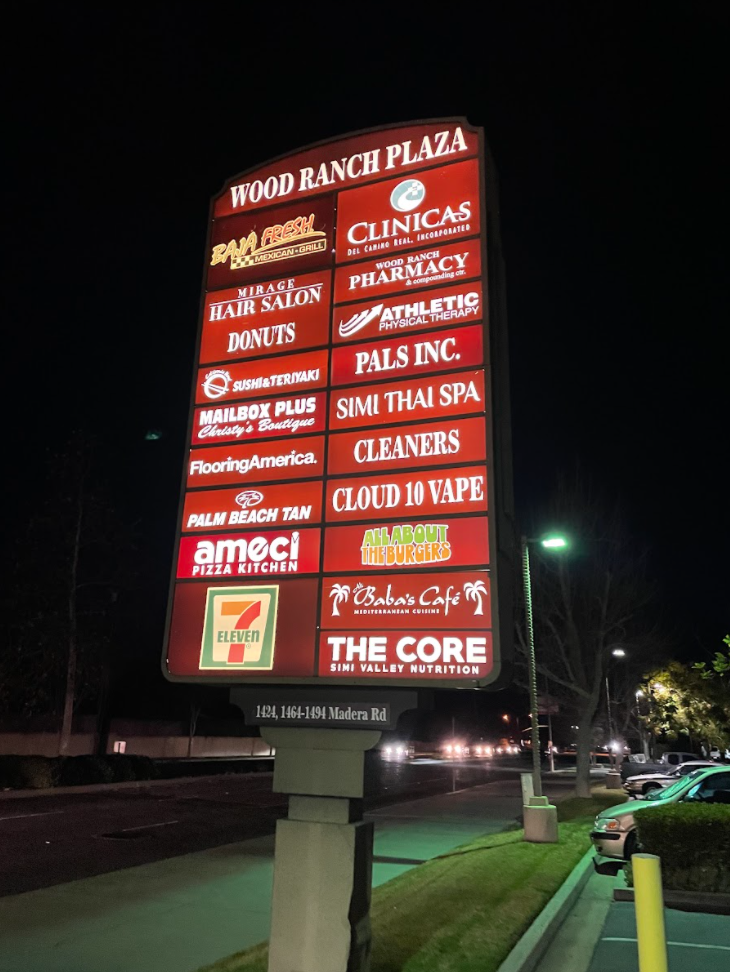 WOOD RANCH PLAZA
BAJA FRESH
MEXICAN • GRILL
MIRAGE
HAIR SALON
DONUTS
SUSHI & TERIYAKI
MAILBOX PLUS
Christy's Boutique
FlooringAmerica.
PALM BEACH TAN
ameci
PIZZA KITCHEN
7
ELEVEN
CLINICAS
DEL CAMINO REAL, INCORPORATED
WOOD RANCH
PHARMACY
& compounding ctr.
ATHLETIC
PHYSICAL THERAPY
PALS INC.
SIMI THAI SPA
CLEANERS
CLOUD 10 VAPE
ALL ABOUT
THE BURGERS
Baba's Café
MEDITERRANEAN CUISINE
THE CORE
SIMI VALLEY NUTRITION
1424, 1464-1494 Madera Rd